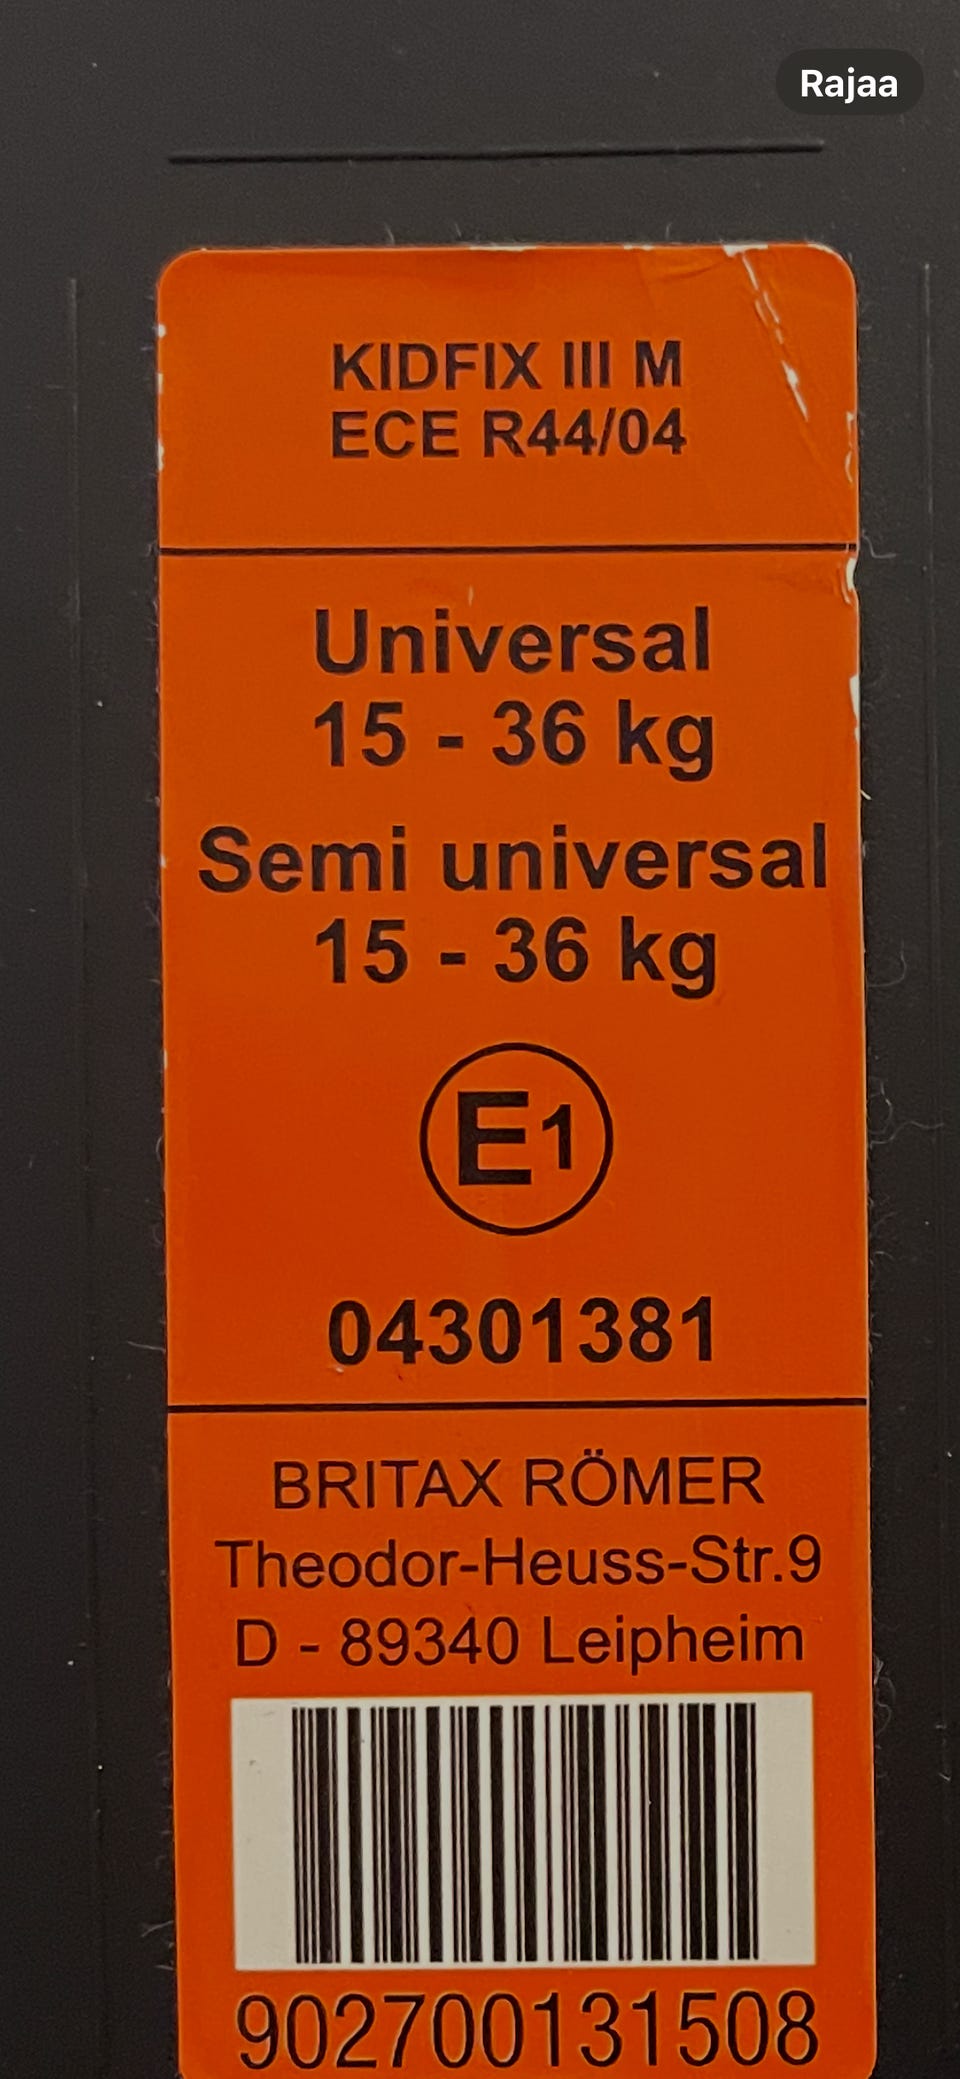 Rajaa
KIDFIX III M
ECE R44/04
Universal
15 - 36 kg
Semi universal
15 - 36 kg
E1
04301381
BRITAX RÖMER
Theodor-Heuss-Str.9
D - 89340 Leipheim
902700131508